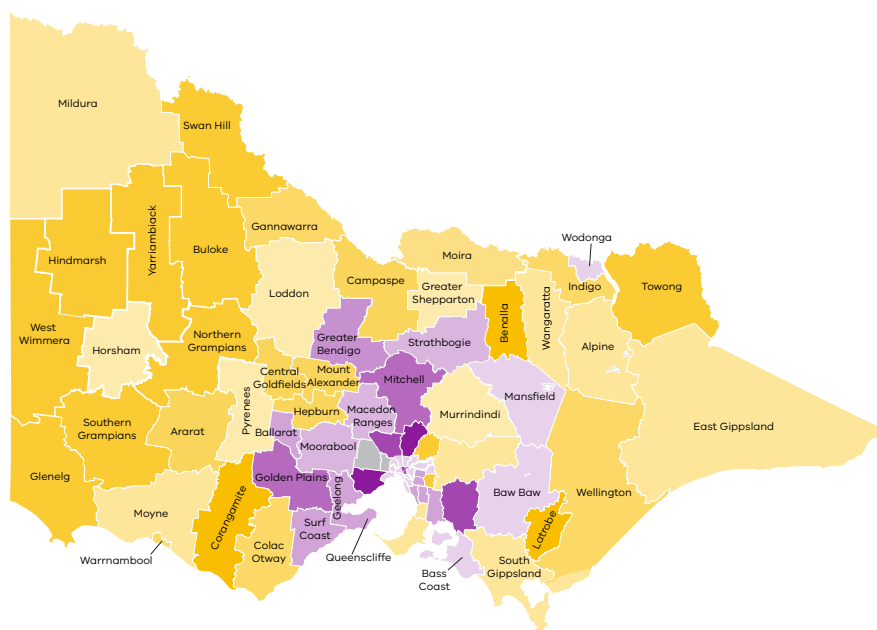 Mildura
Swan Hill
Gannawarra
Wodonga
Moira
Yarriambiack
Buloke
Hindmarsh
Campaspe
Greater
Shepparton
Indigo
Towong
Loddon
Wangaratta
Benalla
West
Wimmera
Northern
Grampians
Greater
Bendigo
Strathbogie
Horsham
Alpine
Central
Goldfields
Mount
Alexander
Mitchell
Mansfield
Pyrenees
Hepburn
Macedon
Ranges
Murrindindi
Southern
Grampians
Ararat
Ballarat
Moorabool
East Gippsland
Glenelg
Golden Plains
Geelong
Baw Baw
Wellington
Moyne
Corangamite
Surf
Coast
Latrobe
Warrnambool
Colac
Otway
Queenscliffe
Bass
Coast
South
Gippsland